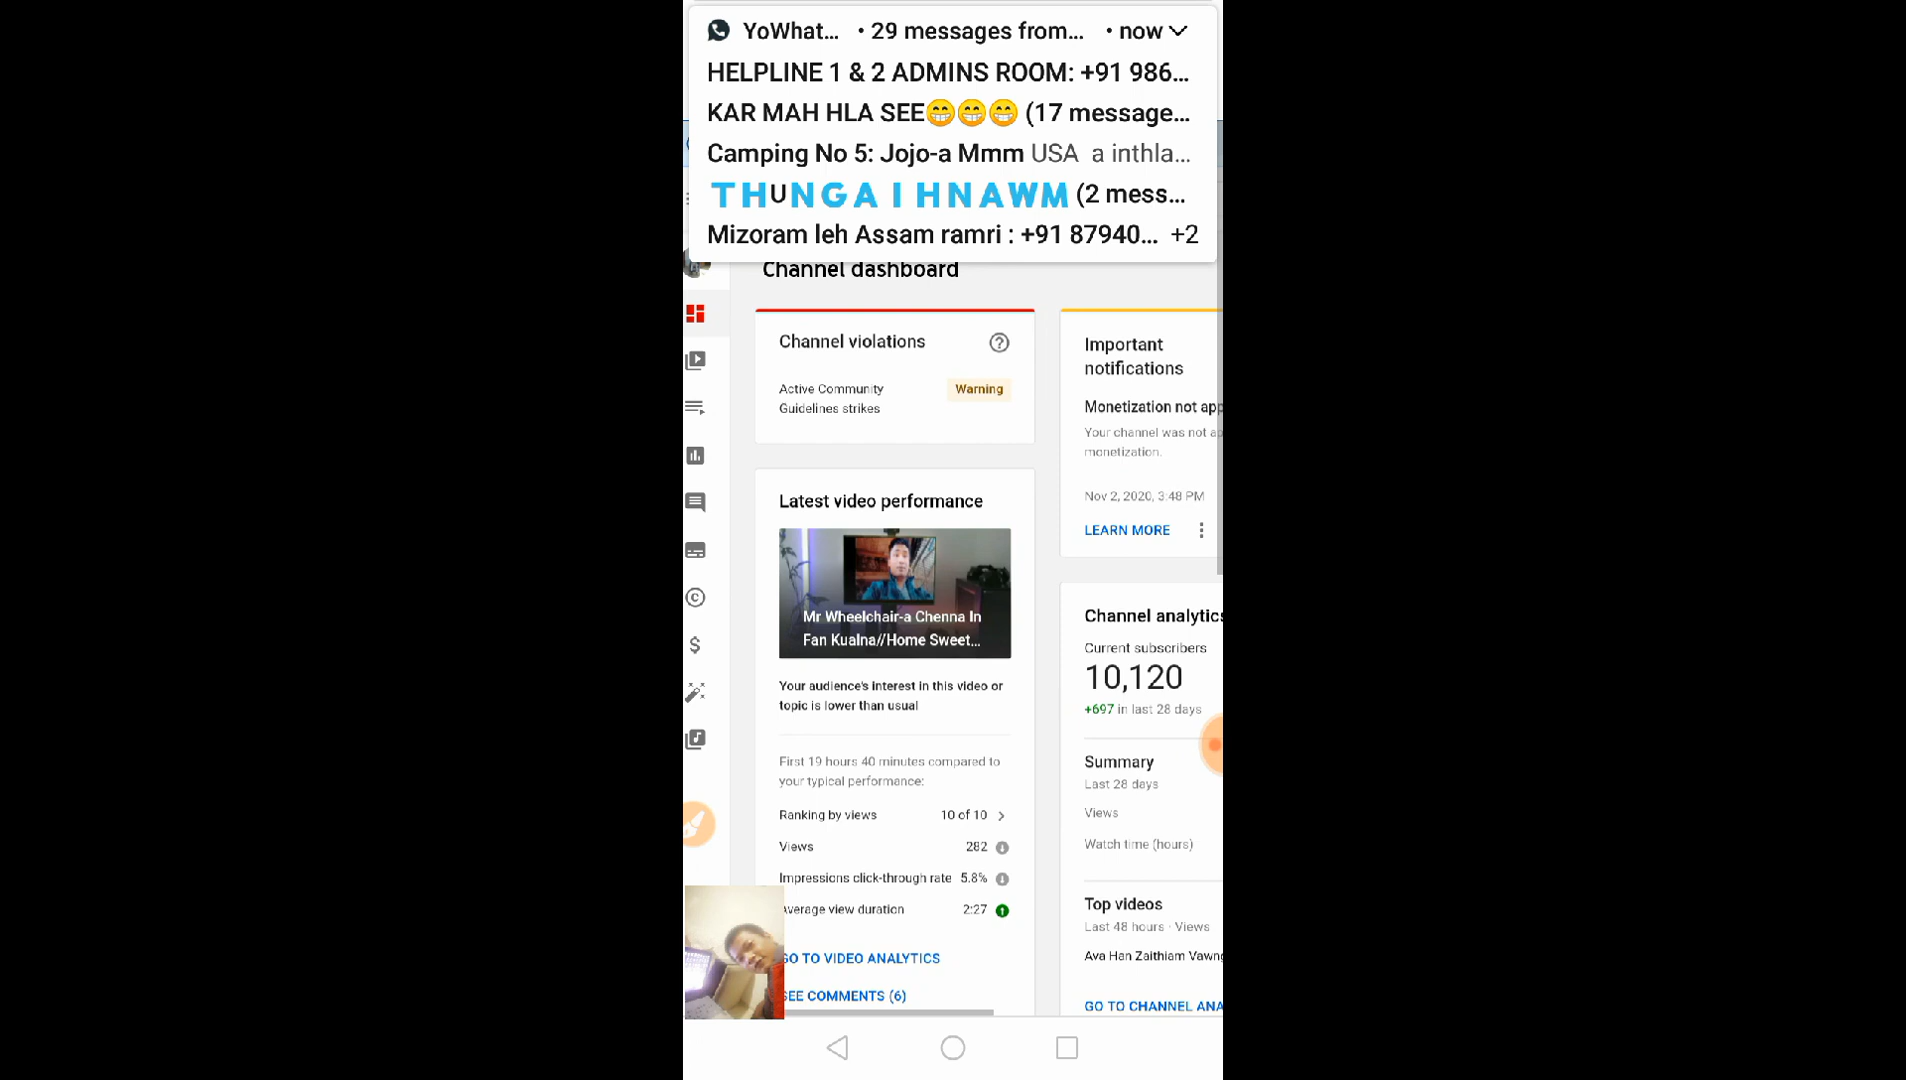 YoWhat... • 29 messages from... • now
HELPLINE 1 & 2 ADMINS ROOM: +91 986...
KAR MAH HLA SEE😁😁😁 (17 message...
Camping No 5: Jojo-a Mmm USA a inthla...
THUNGAIHNAWM (2 mess...
Mizoram leh Assam ramri : +91 87940... +2
Channel dashboard
Channel violations
Active Community
Guidelines strikes
Warning
Latest video performance
Mr Wheelchair-a Chenna In
Fan Kualna//Home Sweet...
Your audience's interest in this video or
topic is lower than usual
First 19 hours 40 minutes compared to
your typical performance:
Ranking by views 10 of 10
Views 282
Impressions click-through rate 5.8%
Average view duration 2:27
GO TO VIDEO ANALYTICS
SEE COMMENTS (6)
Important
notifications
Monetization not app
Your channel was not ap
monetization.
Nov 2, 2020, 3:48 PM
LEARN MORE
Channel analytics
Current subscribers
10,120
+697 in last 28 days
Summary
Last 28 days
Views
Watch time (hours)
Top videos
Last 48 hours · Views
Ava Han Zaithiam Vawng
GO TO CHANNEL ANA